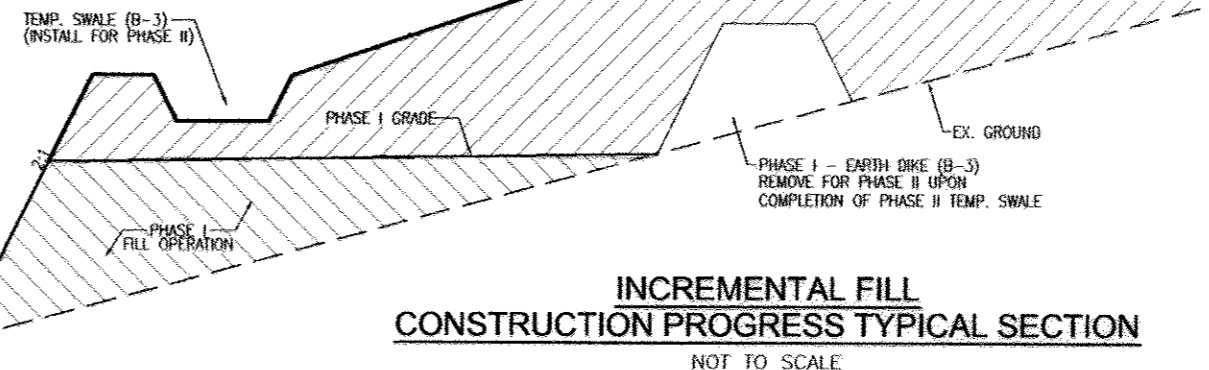 TEMP. SWALE (B-3)
(INSTALL FOR PHASE II)
PHASE I GRADE
EX. GROUND
2:1
PHASE I - EARTH DIKE (B-3)
REMOVE FOR PHASE II UPON
COMPLETION OF PHASE II TEMP. SWALE
PHASE I
FILL OPERATION
INCREMENTAL FILL
CONSTRUCTION PROGRESS TYPICAL SECTION
NOT TO SCALE